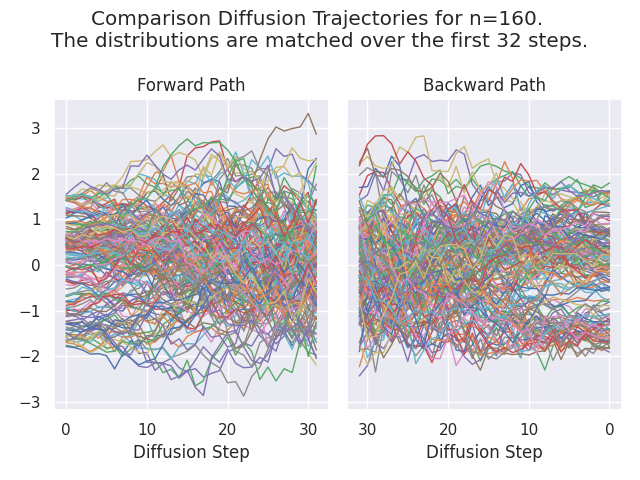 Comparison Diffusion Trajectories for n=160.
The distributions are matched over the first 32 steps.
Forward Path
Backward Path
3
2
1
0
−1
−2
−3
0 10 20 30
30 20 10 0
Diffusion Step
Diffusion Step